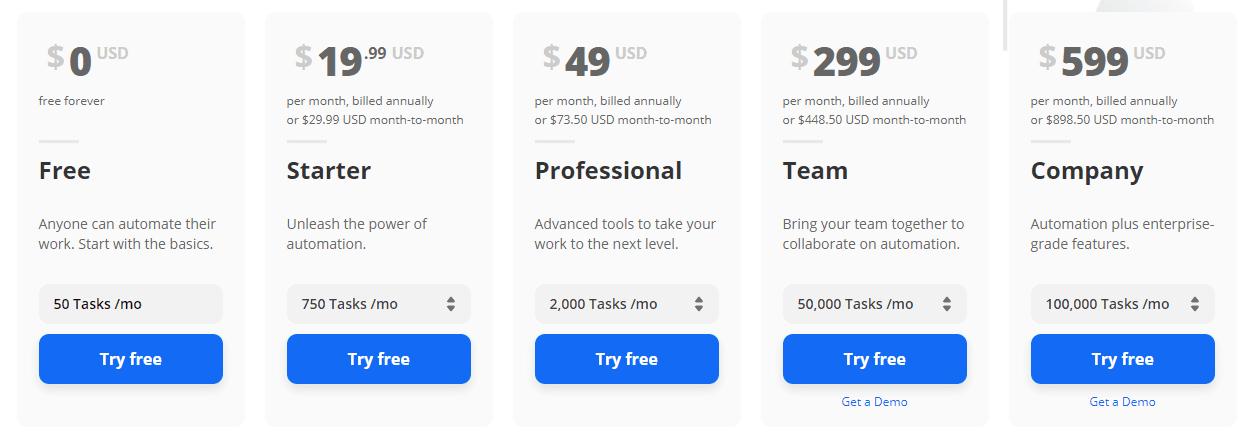 $0 USD
free forever
Free
Anyone can automate their
work. Start with the basics.
50 Tasks /mo
Try free
$19.99 USD
per month, billed annually
or $29.99 USD month-to-month
Starter
Unleash the power of
automation.
750 Tasks /mo
Try free
$49 USD
per month, billed annually
or $73.50 USD month-to-month
Professional
Advanced tools to take your
work to the next level.
2,000 Tasks /mo
Try free
$299 USD
per month, billed annually
or $448.50 USD month-to-month
Team
Bring your team together to
collaborate on automation.
50,000 Tasks /mo
Try free
Get a Demo
$599 USD
per month, billed annually
or $898.50 USD month-to-month
Company
Automation plus enterprise-
grade features.
100,000 Tasks /mo
Try free
Get a Demo